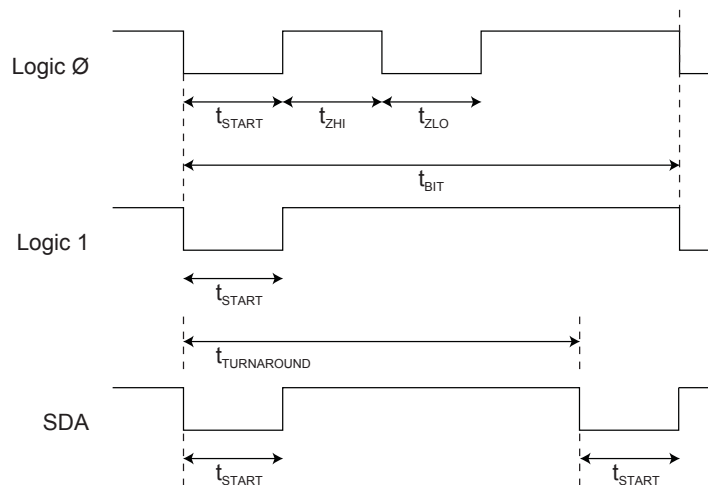 Logic Ø
tSTART
tZHI
tZLO
tBIT
Logic 1
tSTART
tTURNAROUND
SDA
tSTART
tSTART